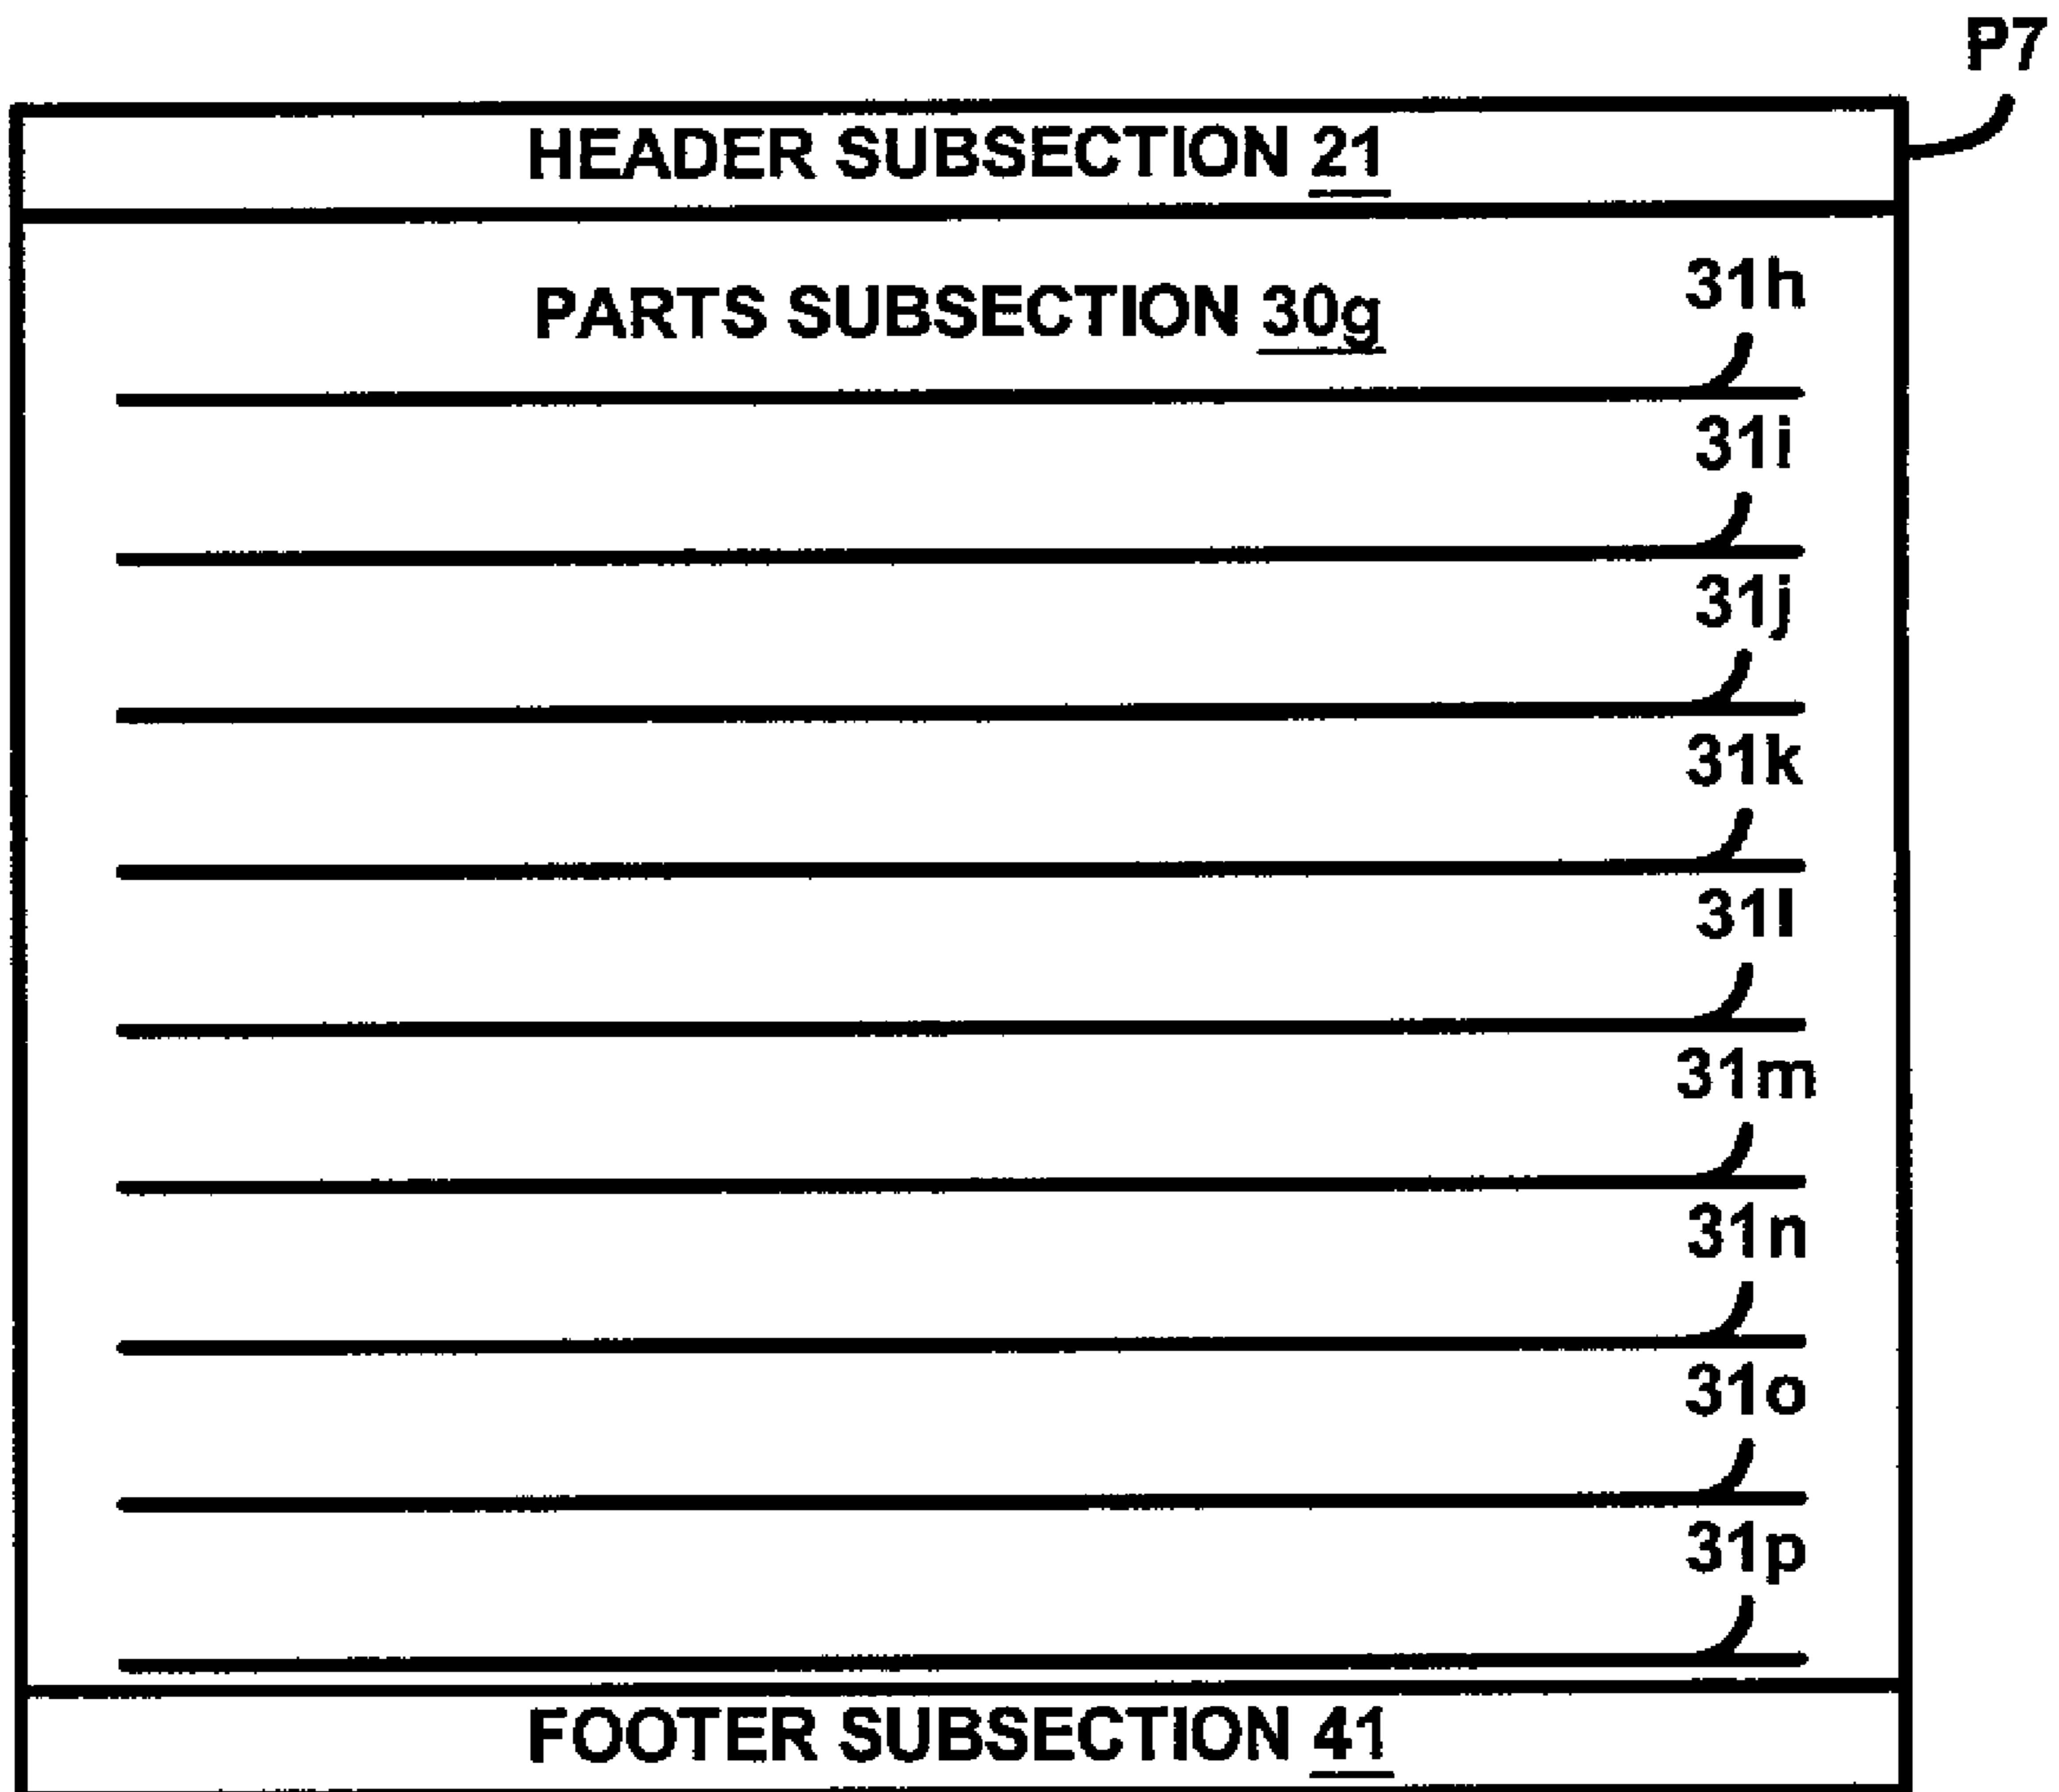 P7
HEADER SUBSECTION 21
31h
PARTS SUBSECTION 30g
31i
31j
31k
31l
31m
31n
31o
31p
FOOTER SUBSECTION 41